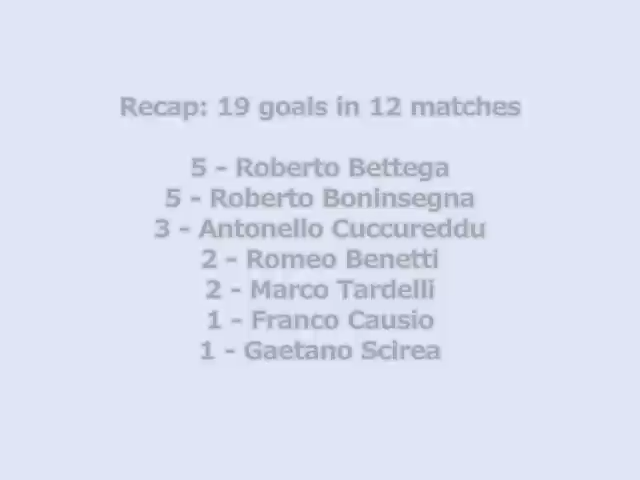 Recap: 19 goals in 12 matches
5 - Roberto Bettega
5 - Roberto Boninsegna
3 - Antonello Cuccureddu
2 - Romeo Benetti
2 - Marco Tardelli
1 - Franco Causio
1 - Gaetano Scirea